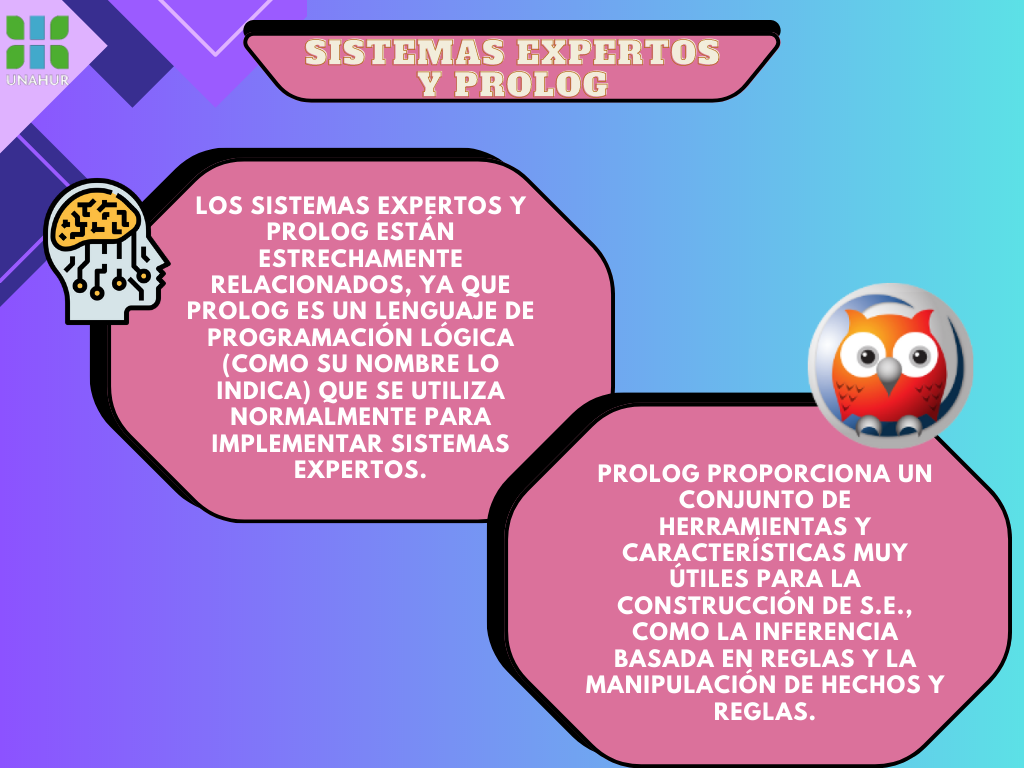 UNAHUR
SISTEMAS EXPERTOS
Y PROLOG
LOS SISTEMAS EXPERTOS Y
PROLOG ESTÁN
ESTRECHAMENTE
RELACIONADOS, YA QUE
PROLOG ES UN LENGUAJE DE
PROGRAMACIÓN LÓGICA
(COMO SU NOMBRE LO
INDICA) QUE SE UTILIZA
NORMALMENTE PARA
IMPLEMENTAR SISTEMAS
EXPERTOS.
PROLOG PROPORCIONA UN
CONJUNTO DE
HERRAMIENTAS Y
CARACTERÍSTICAS MUY
ÚTILES PARA LA
CONSTRUCCIÓN DE S.E.,
COMO LA INFERENCIA
BASADA EN REGLAS Y LA
MANIPULACIÓN DE HECHOS Y
REGLAS.